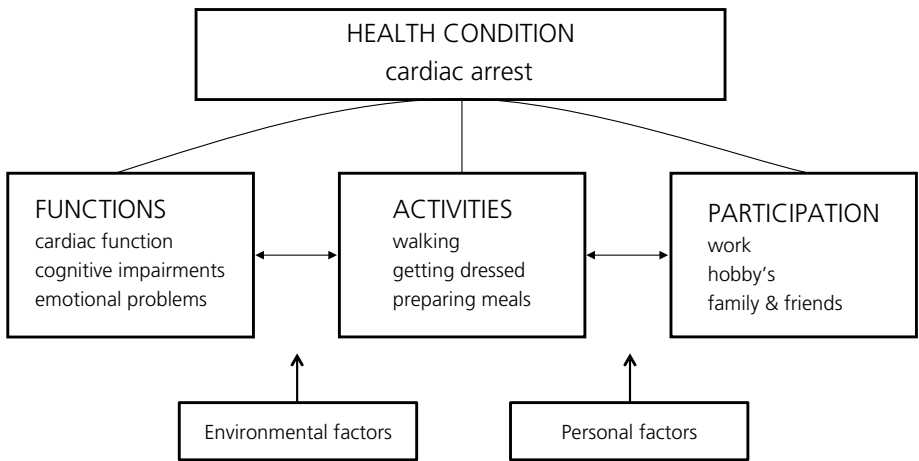 HEALTH CONDITION
cardiac arrest
FUNCTIONS
cardiac function
cognitive impairments
emotional problems
ACTIVITIES
walking
getting dressed
preparing meals
PARTICIPATION
work
hobby's
family & friends
Environmental factors
Personal factors